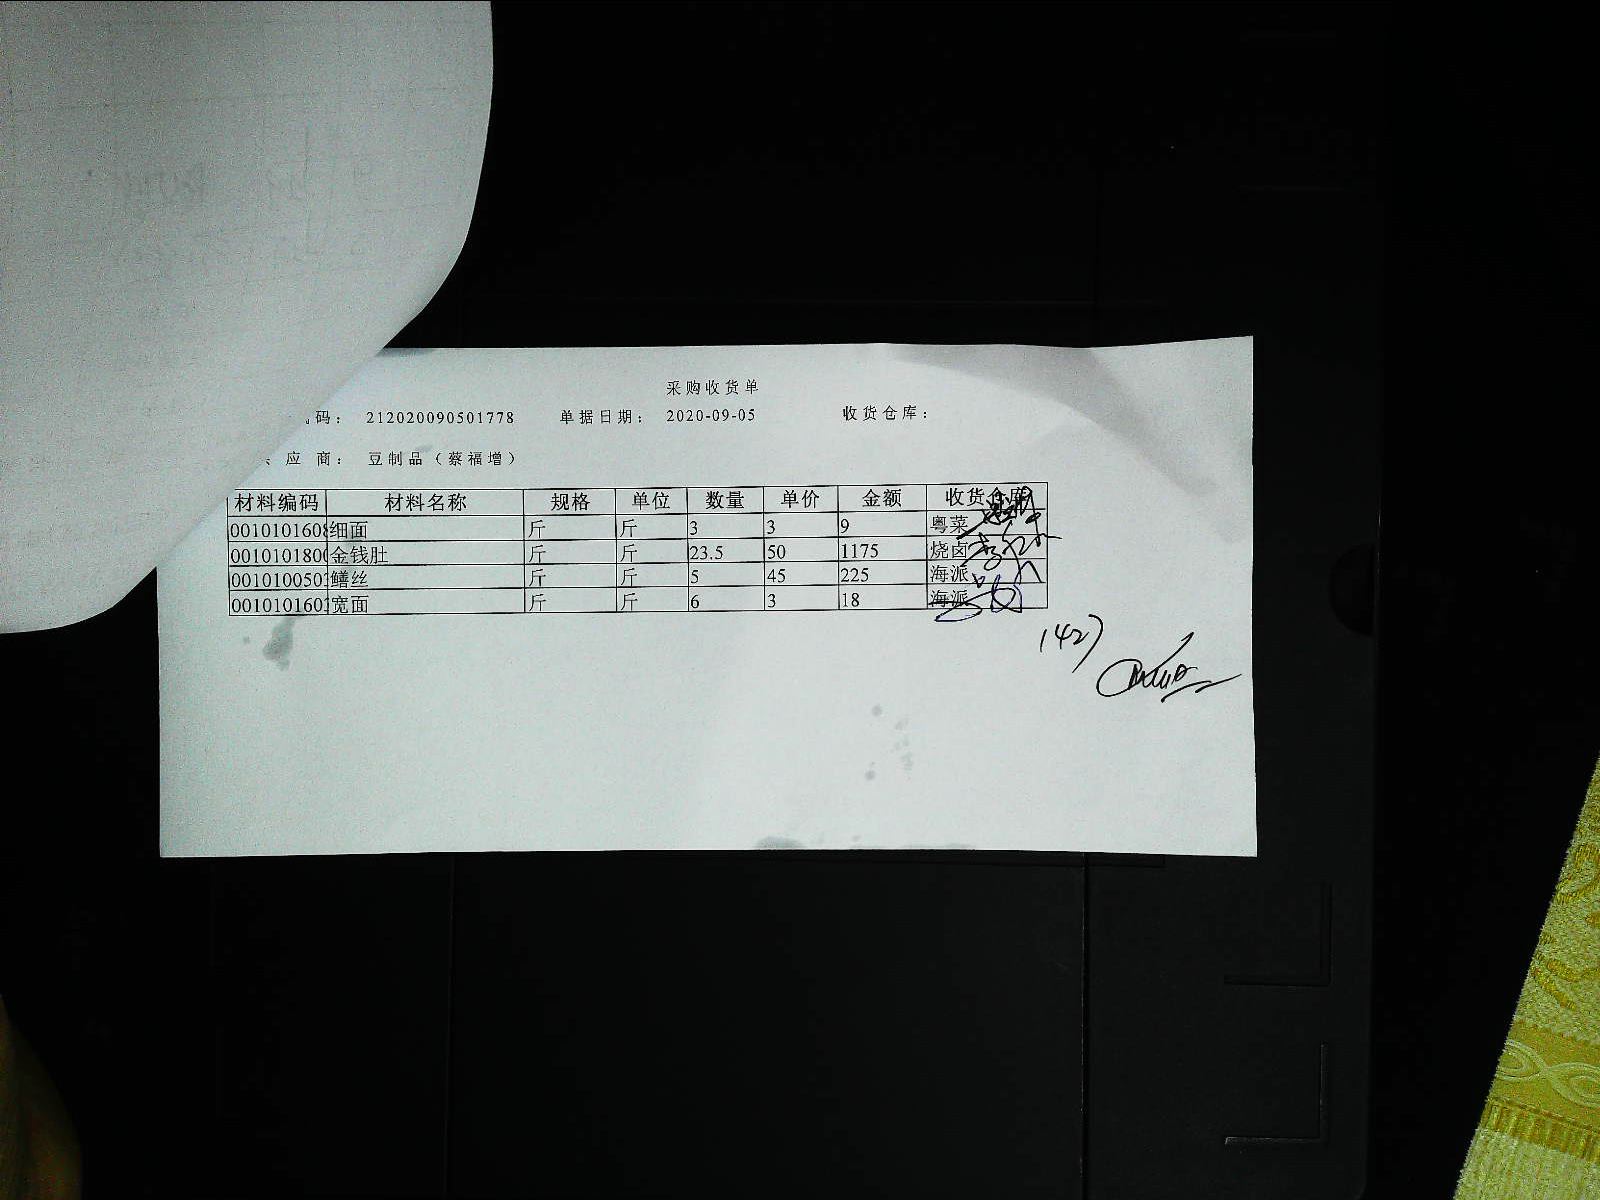 采购收货单
码： 212020090501778 单据日期： 2020-09-05 收货仓库：
应 商： 豆制品（蔡福增）
材料编码 材料名称 规格 单位 数量 单价 金额 收货仓库
0010101608 细面 斤 斤 3 3 9 粤菜
0010101800 金钱肚 斤 斤 23.5 50 1175 烧卤
001010050 鳝丝 斤 斤 5 45 225 海派
001010160 宽面 斤 斤 6 3 18 海派
1427